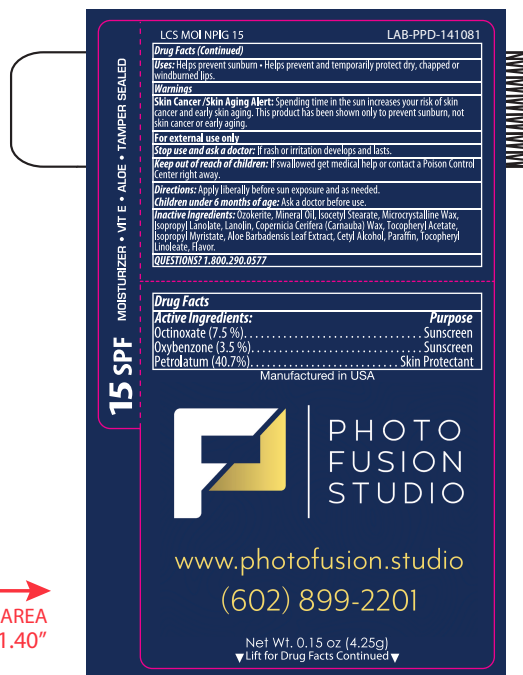 LCS MOI NPIG 15 LAB-PPD-141081
Drug Facts (Continued)
Uses: Helps prevent sunburn • Helps prevent and temporarily protect dry, chapped or
windburned lips.
Warnings
Skin Cancer /Skin Aging Alert: Spending time in the sun increases your risk of skin
cancer and early skin aging. This product has been shown only to prevent sunburn, not
skin cancer or early aging.
For external use only
Stop use and ask a doctor: If rash or irritation develops and lasts.
Keep out of reach of children: If swallowed get medical help or contact a Poison Control
Center right away.
Directions: Apply liberally before sun exposure and as needed.
Children under 6 months of age: Ask a doctor before use.
Inactive Ingredients: Ozokerite, Mineral Oil, Isocetyl Stearate, Microcrystalline Wax,
Isopropyl Lanolate, Lanolin, Copernicia Cerifera (Carnauba) Wax, Tocopheryl Acetate,
Isopropyl Myristate, Aloe Barbadensis Leaf Extract, Cetyl Alcohol, Paraffin, Tocopheryl
Linoleate, Flavor.
QUESTIONS? 1.800.290.0577
15 SPF MOISTURIZER • VIT E • ALOE • TAMPER SEALED
Drug Facts
Active Ingredients: Purpose
Octinoxate (7.5 %)........................................Sunscreen
Oxybenzone (3.5 %)........................................Sunscreen
Petrolatum (40.7%)..............................Skin Protectant
Manufactured in USA
PHOTO
FUSION
STUDIO
www.photofusion.studio
(602) 899-2201
Net Wt. 0.15 oz (4.25g)
▼Lift for Drug Facts Continued▼
AREA
1.40"